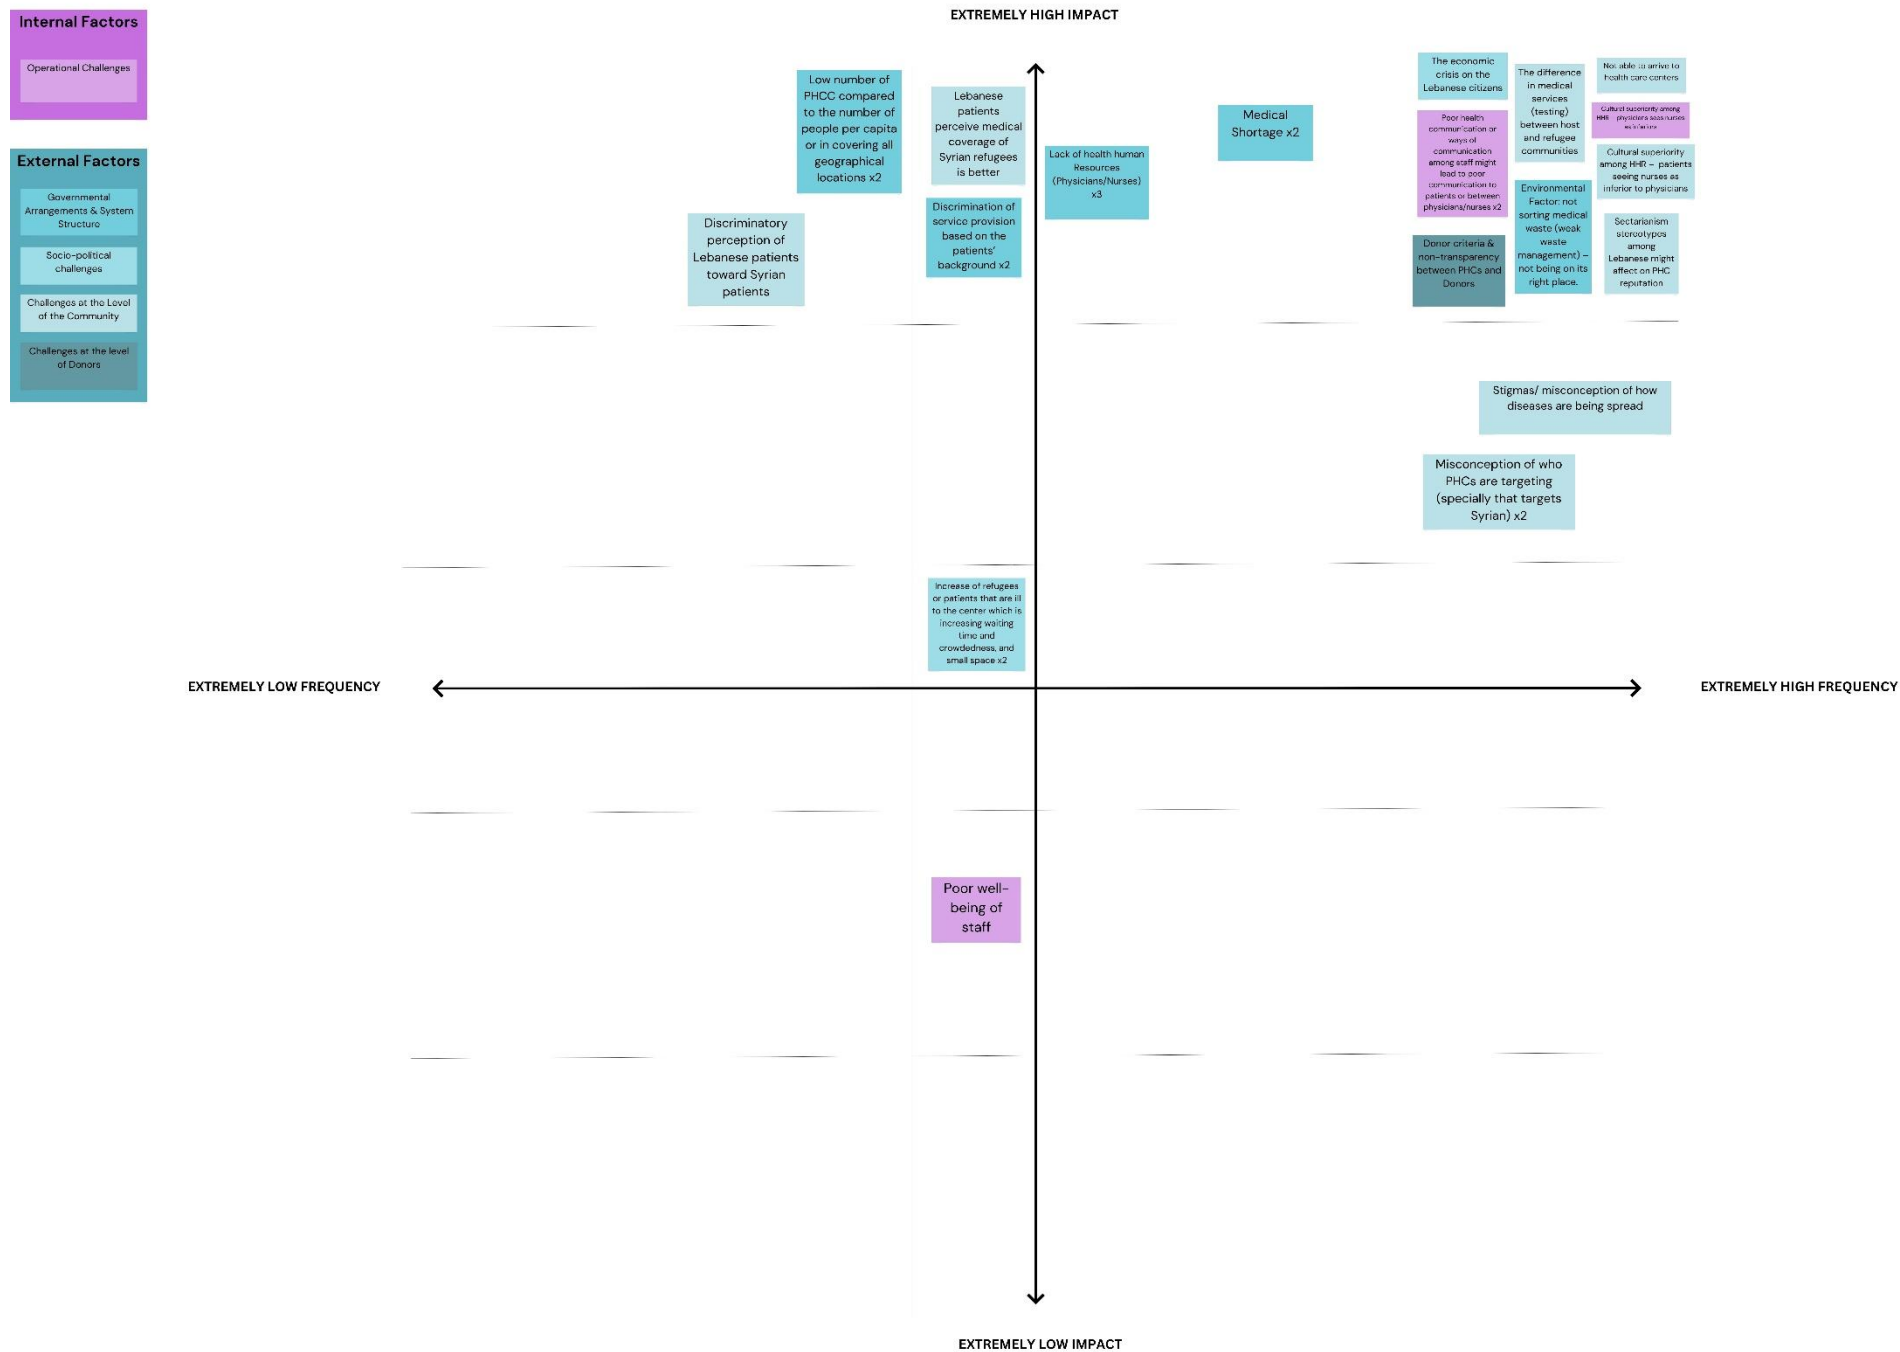 EXTREMELY HIGH IMPACT
Internal Factors
Operational Challenges
External Factors
Governmental
Arrangements & System
Structure
Socio-political
challenges
Challenges at the Level
of the Community
Challenges at the level
of Donors
Low number of
PHCC compared
to the number of
people per capita
or in covering all
geographical
locations x2
Lebanese
patients
perceive medical
coverage of
Syrian refugees
is better
Discriminatory
perception of
Lebanese patients
toward Syrian
patients
Discrimination of
service provision
based on the
patients'
background x2
Lack of health human
Resources
(Physicians/Nurses)
x3
Medical
Shortage x2
The economic
crisis on the
Lebanese citizens
Poor health
communication or
ways of
communication
among staff might
lead to poor
communication to
patients or between
physicians/nurses x2
Donor criteria &
non-transparency
between PHCs and
Donors
The difference
in medical
services
(testing)
between host
and refugee
communities
Environmental
Factor: not
sorting medical
waste (weak
waste
management) –
not being on its
right place.
Not able to arrive to
health care centers
Cultural superiority among
HHR – physicians sees nurses
as inferiors
Cultural superiority
among HHR – patients
seeing nurses as
inferior to physicians
Sectarianism
stereotypes
among
Lebanese might
affect on PHC
reputation
Stigmas/ misconception of how
diseases are being spread
Misconception of who
PHCs are targeting
(specially that targets
Syrian) x2
Increase of refugees
or patients that are ill
to the center which is
increasing waiting
time and
crowdedness, and
small space x2
EXTREMELY LOW FREQUENCY
EXTREMELY HIGH FREQUENCY
Poor well-
being of
staff
EXTREMELY LOW IMPACT